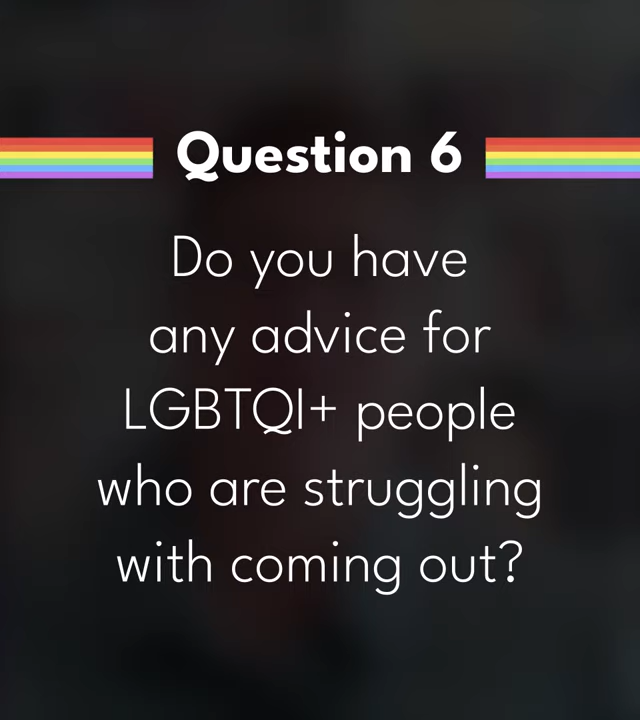 Question 6
Do you have
any advice for
LGBTQI+ people
who are struggling
with coming out?